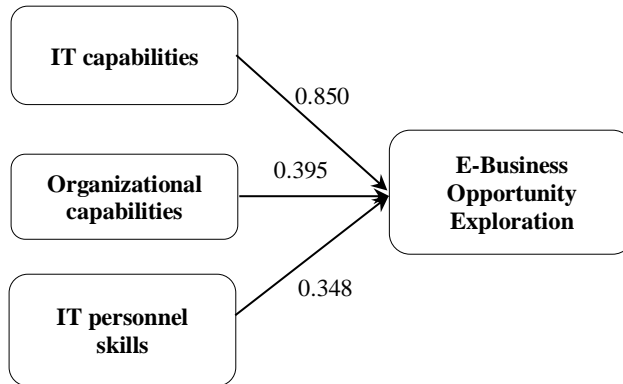 IT capabilities
0.850
Organizational
capabilities
0.395
E-Business
Opportunity
Exploration
IT personnel
skills
0.348